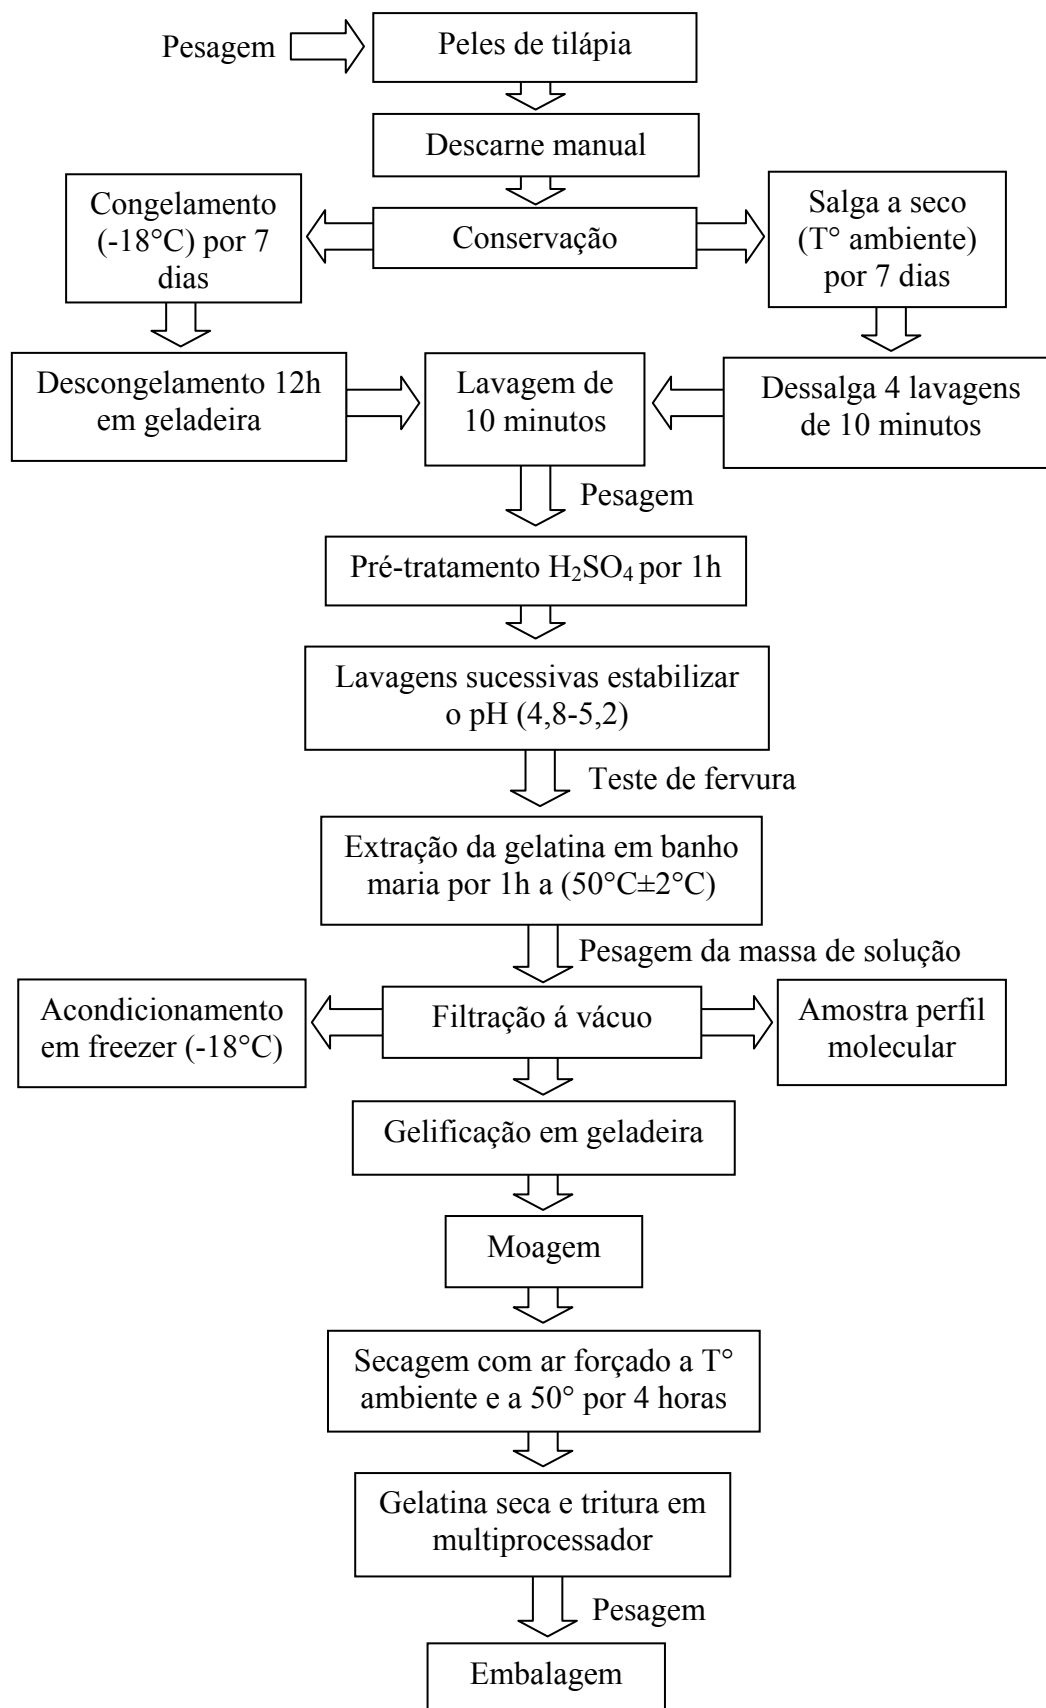 Pesagem
Peles de tilápia
Descarne manual
Congelamento
(-18°C) por 7
dias
Conservação
Salga a seco
(T° ambiente)
por 7 dias
Descongelamento 12h
em geladeira
Lavagem de
10 minutos
Dessalga 4 lavagens
de 10 minutos
Pesagem
Pré-tratamento H₂SO₄ por 1h
Lavagens sucessivas estabilizar
o pH (4,8-5,2)
Teste de fervura
Extração da gelatina em banho
maria por 1h a (50°C±2°C)
Pesagem da massa de solução
Acondicionamento
em freezer (-18°C)
Filtração á vácuo
Amostra perfil
molecular
Gelificação em geladeira
Moagem
Secagem com ar forçado a T°
ambiente e a 50° por 4 horas
Gelatina seca e tritura em
multiprocessador
Pesagem
Embalagem